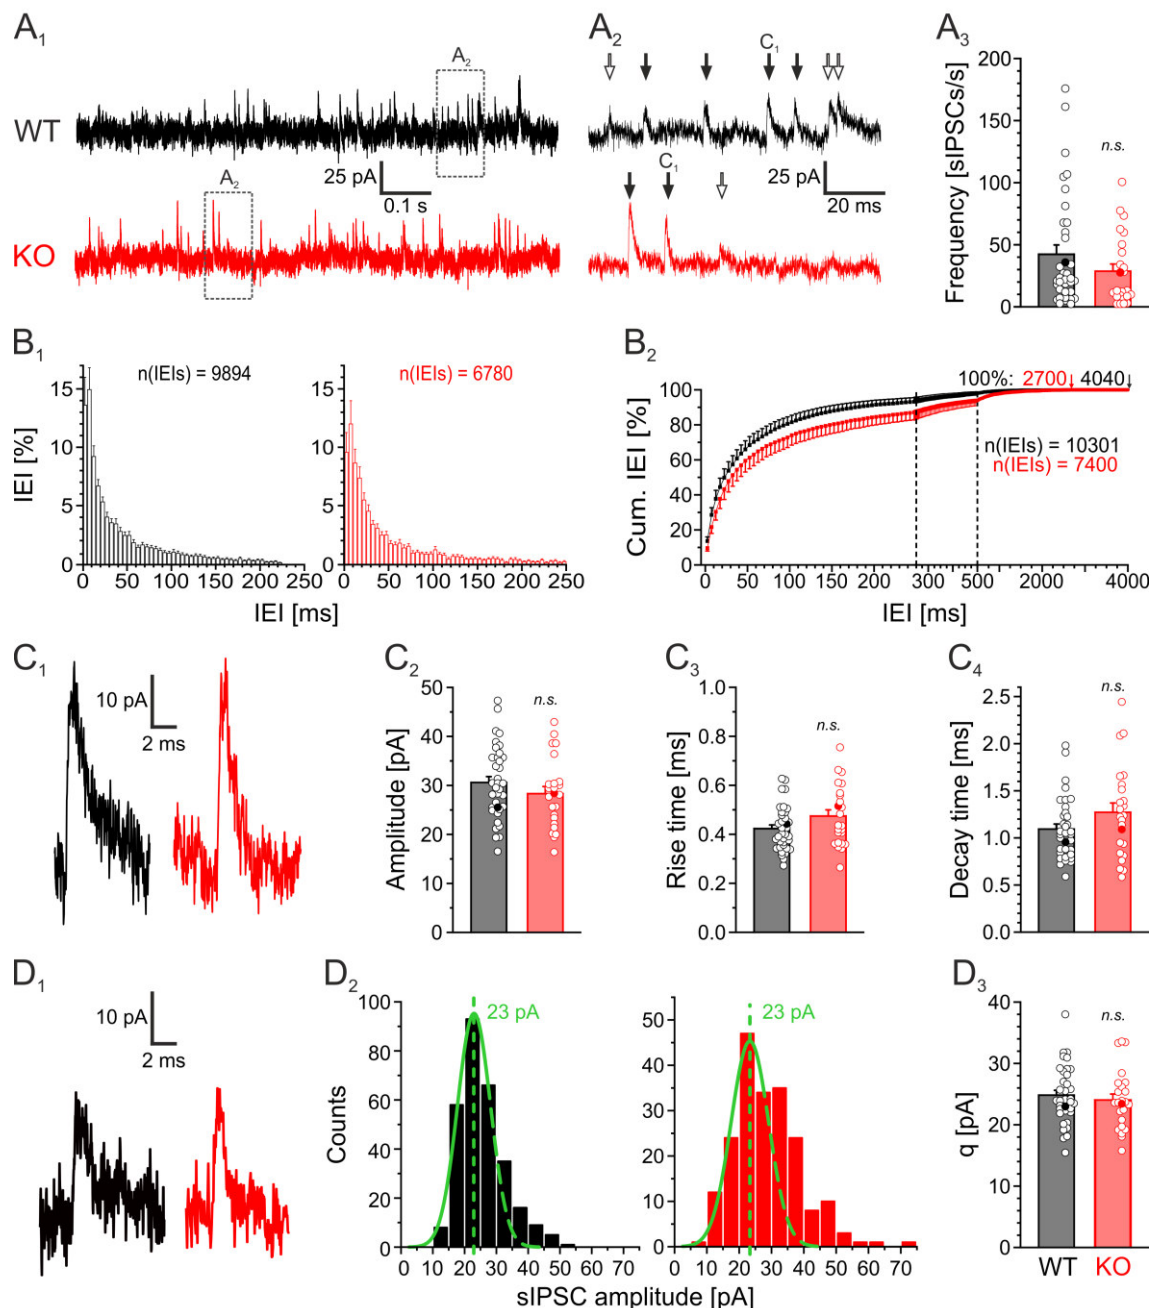 A1
A2
WT
25 pA
0.1 s
A2
KO
A2
C1
C1
25 pA
20 ms
A3
Frequency [sIPSCs/s]
200
150
100
50
0
n.s.
B1
IEI [%]
15
10
5
0
n(IEIs) = 9894
0 50 100 150 200 250
15
10
5
0
n(IEIs) = 6780
0 50 100 150 200 250
IEI [ms]
IEI [ms]
B2
Cum. IEI [%]
100
80
60
40
20
0
100%: 2700↓ 4040↓
n(IEIs) = 10301
n(IEIs) = 7400
0 50 100 150 200 300 500 2000 4000
IEI [ms]
C1
10 pA
2 ms
C2
Amplitude [pA]
50
40
30
20
10
0
n.s.
C3
Rise time [ms]
1.0
0.8
0.6
0.4
0.2
0.0
n.s.
C4
Decay time [ms]
2.5
2.0
1.5
1.0
0.5
0.0
n.s.
D1
10 pA
2 ms
D2
Counts
100
80
60
40
20
0
23 pA
0 10 20 30 40 50 60 70
50
40
30
20
10
0
23 pA
0 10 20 30 40 50 60 70
sIPSC amplitude [pA]
D3
q [pA]
40
30
20
10
0
n.s.
WT KO